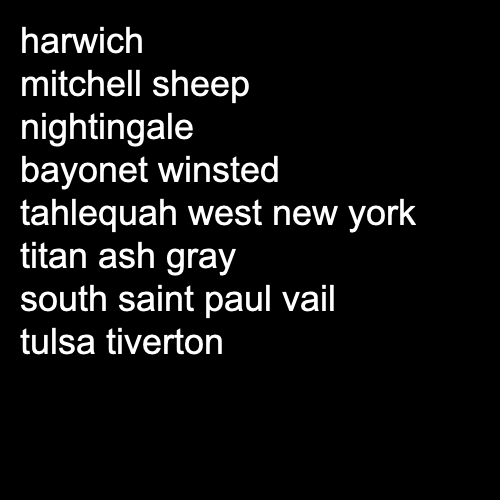 harwich
mitchell sheep
nightingale
bayonet winsted
tahlequah west new york
titan ash gray
south saint paul vail
tulsa tiverton